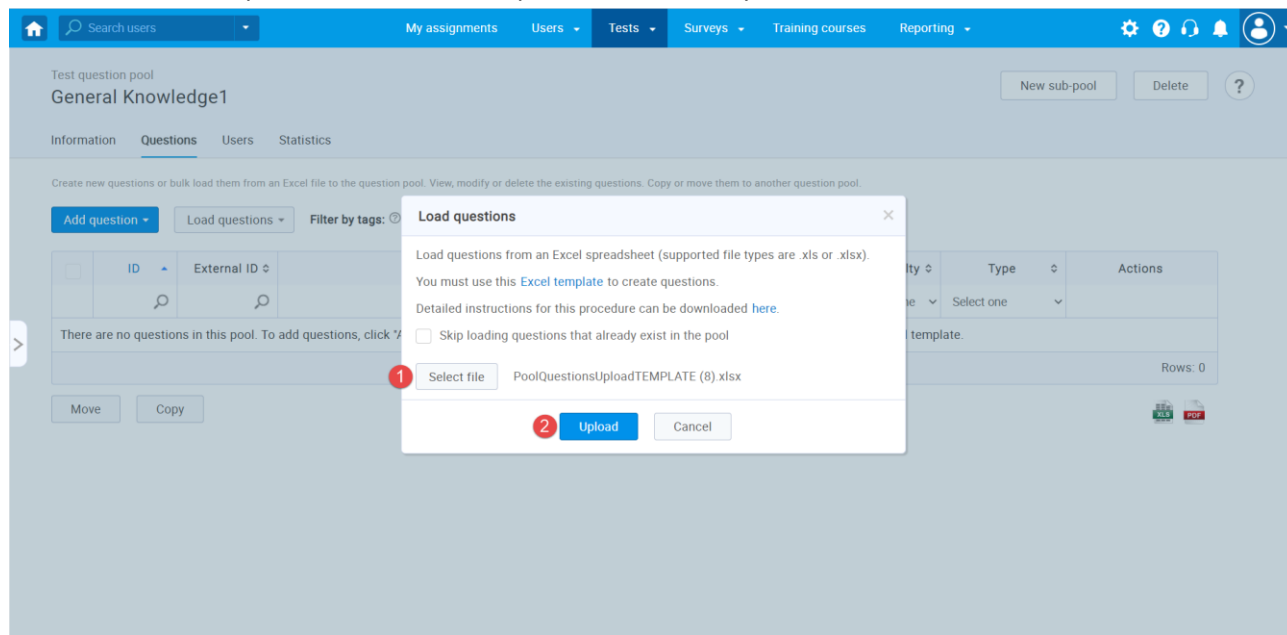 Search users
My assignments Users Tests Surveys Training courses Reporting
Test question pool
General Knowledge1
New sub-pool Delete ?
Information Questions Users Statistics
Create new questions or bulk load them from an Excel file to the question pool. View, modify or delete the existing questions. Copy or move them to another question pool.
Add question Load questions Filter by tags: ?
Load questions
Load questions from an Excel spreadsheet (supported file types are .xls or .xlsx).
You must use this Excel template to create questions.
Detailed instructions for this procedure can be downloaded here.
Skip loading questions that already exist in the pool
1 Select file PoolQuestionsUploadTEMPLATE (8).xlsx
2 Upload Cancel
ID External ID lty Type Actions
ne Select one
There are no questions in this pool. To add questions, click "A l template.
Rows: 0
Move Copy XLS PDF